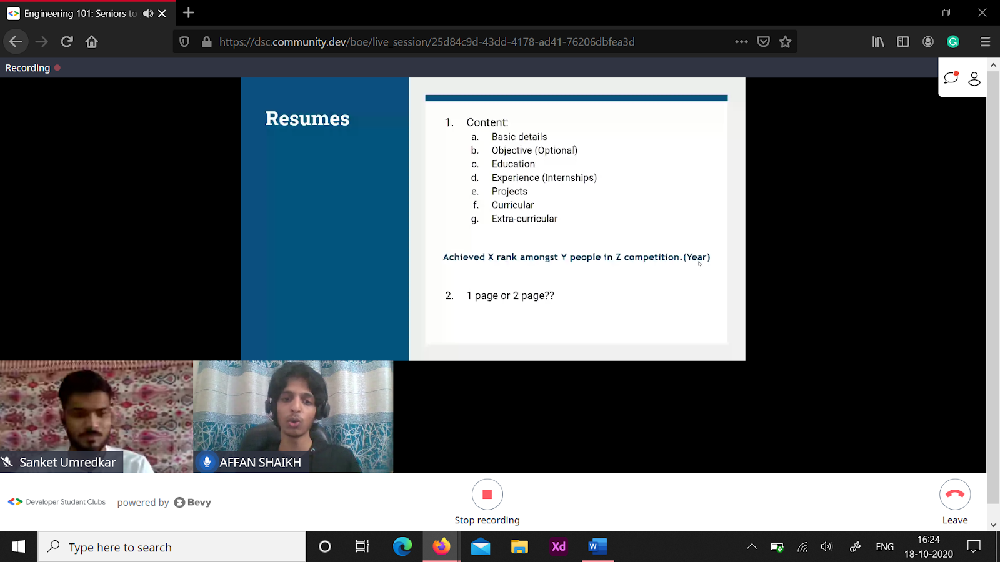 Engineering 101: Seniors to
https://dsc.community.dev/boe/live_session/25d84c9d-43dd-4178-ad41-76206dbfea3d
Recording
Resumes
1. Content:
a. Basic details
b. Objective (Optional)
c. Education
d. Experience (Internships)
e. Projects
f. Curricular
g. Extra-curricular
Achieved X rank amongst Y people in Z competition.(Year)
2. 1 page or 2 page??
Sanket Umredkar
AFFAN SHAIKH
Developer Student Clubs
powered by Bevy
Stop recording
Leave
Type here to search
Xd
W
ENG
16:24
18-10-2020